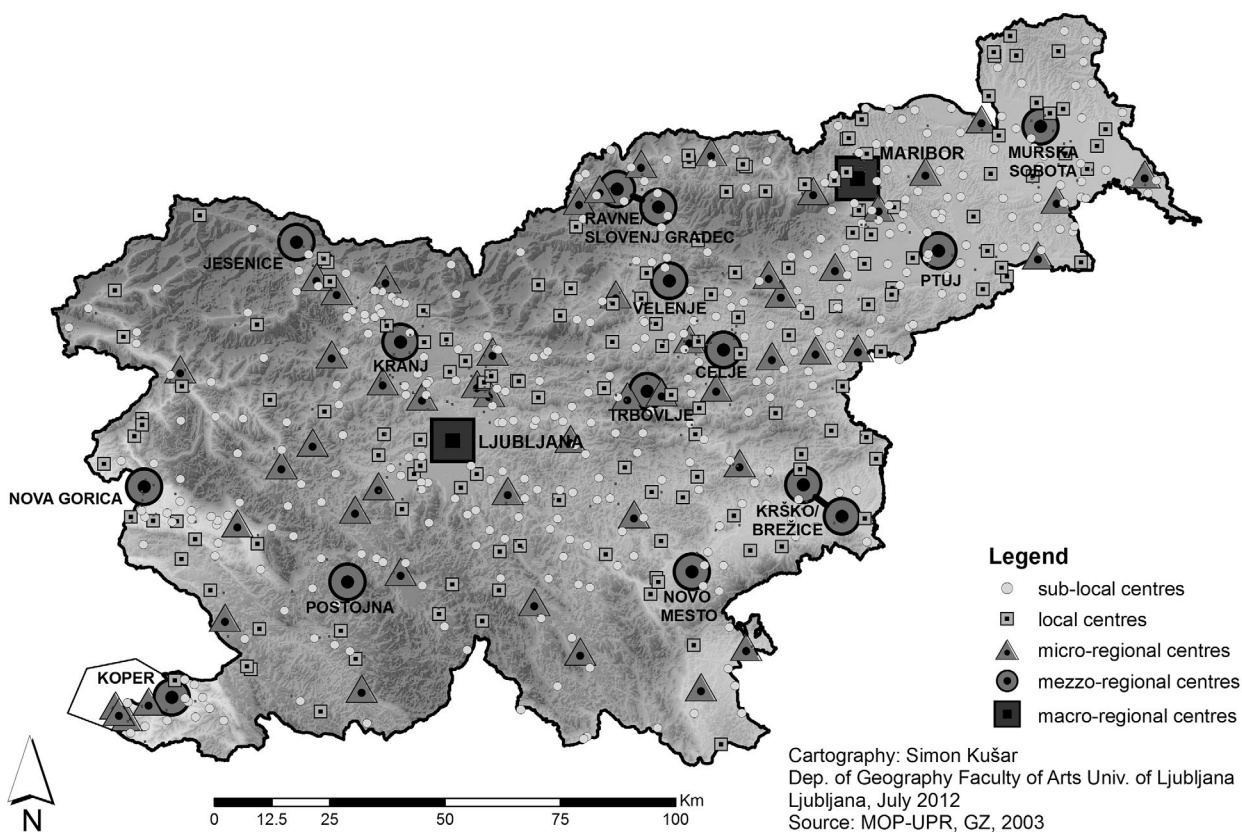 MARIBOR
MURSKA
SOBOTA
RAVNE/
SLOVENJ GRADEC
JESENICE
PTUJ
VELENJE
KRANJ
CELJE
TRBOVLJE
LJUBLJANA
NOVA GORICA
KRŠKO/
BREŽICE
POSTOJNA
NOVO
MESTO
KOPER
Legend
sub-local centres
local centres
micro-regional centres
mezzo-regional centres
macro-regional centres
Cartography: Simon Kušar
Dep. of Geography Faculty of Arts Univ. of Ljubljana
Ljubljana, July 2012
Source: MOP-UPR, GZ, 2003
N
Km
0 12.5 25 50 75 100